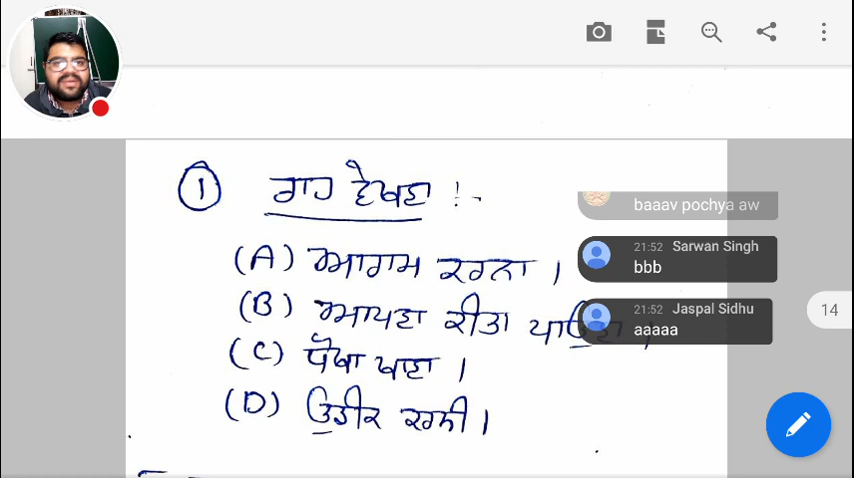 ① ਰਾਹ ਵੇਖਣਾ :-
(A) ਆਰਾਮ ਕਰਨਾ ।
(B) ਆਪਣਾ ਕੀਤਾ ਪਾਉਣਾ ।
(C) ਧੋਖਾ ਖਾਣਾ ।
(D) ਉਡੀਕ ਕਰਨੀ ।
baaav pochya aw
21:52 Sarwan Singh
bbb
21:52 Jaspal Sidhu
aaaaa
14